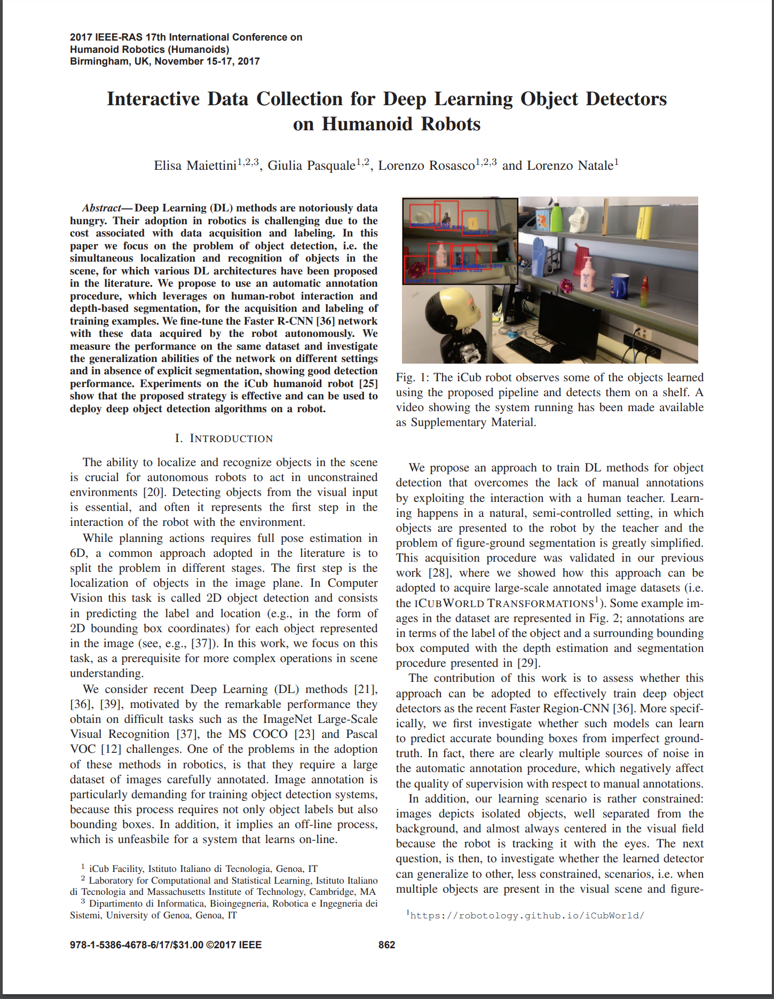 2017 IEEE-RAS 17th International Conference on
Humanoid Robotics (Humanoids)
Birmingham, UK, November 15-17, 2017
Interactive Data Collection for Deep Learning Object Detectors
on Humanoid Robots
Elisa Maiettini1,2,3, Giulia Pasquale1,2, Lorenzo Rosasco1,2,3 and Lorenzo Natale1
Abstract— Deep Learning (DL) methods are notoriously data
hungry. Their adoption in robotics is challenging due to the
cost associated with data acquisition and labeling. In this
paper we focus on the problem of object detection, i.e. the
simultaneous localization and recognition of objects in the
scene, for which various DL architectures have been proposed
in the literature. We propose to use an automatic annotation
procedure, which leverages on human-robot interaction and
depth-based segmentation, for the acquisition and labeling of
training examples. We fine-tune the Faster R-CNN [36] network
with these data acquired by the robot autonomously. We
measure the performance on the same dataset and investigate
the generalization abilities of the network on different settings
and in absence of explicit segmentation, showing good detection
performance. Experiments on the iCub humanoid robot [25]
show that the proposed strategy is effective and can be used to
deploy deep object detection algorithms on a robot.
I. INTRODUCTION
The ability to localize and recognize objects in the scene
is crucial for autonomous robots to act in unconstrained
environments [20]. Detecting objects from the visual input
is essential, and often it represents the first step in the
interaction of the robot with the environment.
While planning actions requires full pose estimation in
6D, a common approach adopted in the literature is to
split the problem in different stages. The first step is the
localization of objects in the image plane. In Computer
Vision this task is called 2D object detection and consists
in predicting the label and location (e.g., in the form of
2D bounding box coordinates) for each object represented
in the image (see, e.g., [37]). In this work, we focus on this
task, as a prerequisite for more complex operations in scene
understanding.
We consider recent Deep Learning (DL) methods [21],
[36], [39], motivated by the remarkable performance they
obtain on difficult tasks such as the ImageNet Large-Scale
Visual Recognition [37], the MS COCO [23] and Pascal
VOC [12] challenges. One of the problems in the adoption
of these methods in robotics, is that they require a large
dataset of images carefully annotated. Image annotation is
particularly demanding for training object detection systems,
because this process requires not only object labels but also
bounding boxes. In addition, it implies an off-line process,
which is unfeasbile for a system that learns on-line.
1 iCub Facility, Istituto Italiano di Tecnologia, Genoa, IT
2 Laboratory for Computational and Statistical Learning, Istituto Italiano
di Tecnologia and Massachusetts Institute of Technology, Cambridge, MA
3 Dipartimento di Informatica, Bioingegneria, Robotica e Ingegneria dei
Sistemi, University of Genoa, Genoa, IT
Fig. 1: The iCub robot observes some of the objects learned
using the proposed pipeline and detects them on a shelf. A
video showing the system running has been made available
as Supplementary Material.
We propose an approach to train DL methods for object
detection that overcomes the lack of manual annotations
by exploiting the interaction with a human teacher. Learn-
ing happens in a natural, semi-controlled setting, in which
objects are presented to the robot by the teacher and the
problem of figure-ground segmentation is greatly simplified.
This acquisition procedure was validated in our previous
work [28], where we showed how this approach can be
adopted to acquire large-scale annotated image datasets (i.e.
the ICUBWORLD TRANSFORMATIONS1). Some example im-
ages in the dataset are represented in Fig. 2; annotations are
in terms of the label of the object and a surrounding bounding
box computed with the depth estimation and segmentation
procedure presented in [29].
The contribution of this work is to assess whether this
approach can be adopted to effectively train deep object
detectors as the recent Faster Region-CNN [36]. More specif-
ically, we first investigate whether such models can learn
to predict accurate bounding boxes from imperfect ground-
truth. In fact, there are clearly multiple sources of noise in
the automatic annotation procedure, which negatively affect
the quality of supervision with respect to manual annotations.
In addition, our learning scenario is rather constrained:
images depicts isolated objects, well separated from the
background, and almost always centered in the visual field
because the robot is tracking it with the eyes. The next
question, is then, to investigate whether the learned detector
can generalize to other, less constrained, scenarios, i.e. when
multiple objects are present in the visual scene and figure-
1https://robotology.github.io/iCubWorld/
978-1-5386-4678-6/17/$31.00 ©2017 IEEE
862